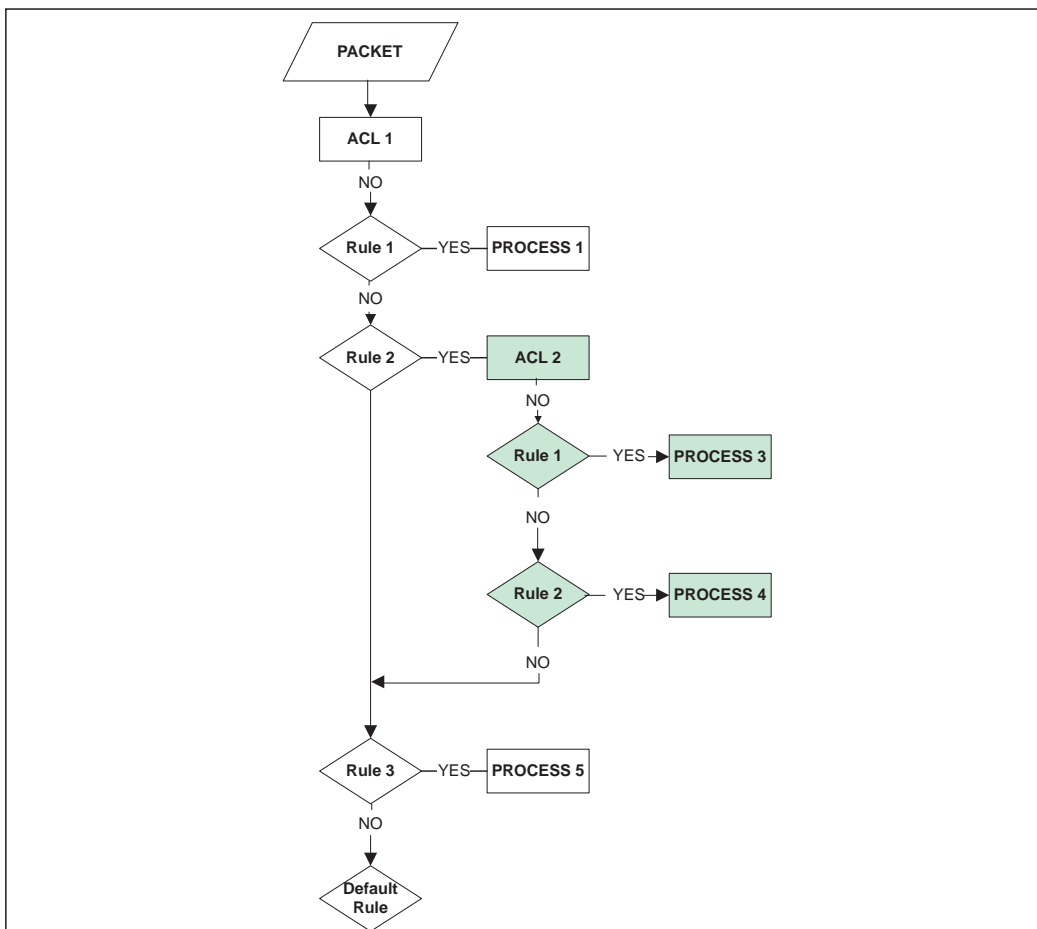 PACKET
ACL 1
NO
Rule 1
YES
PROCESS 1
NO
Rule 2
YES
ACL 2
NO
Rule 1
YES
PROCESS 3
NO
Rule 2
YES
PROCESS 4
NO
Rule 3
YES
PROCESS 5
NO
Default
Rule